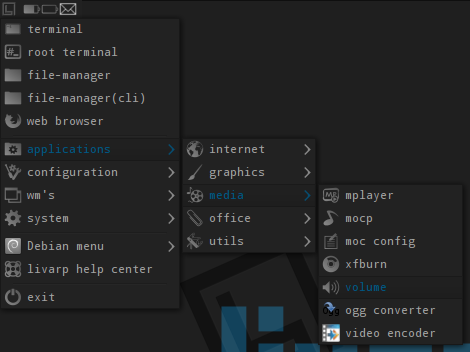 terminal
root terminal
file-manager
file-manager(cli)
web browser
applications
configuration
wm's
system
Debian menu
livarp help center
exit
internet
graphics
media
office
utils
mplayer
mocp
moc config
xfburn
volume
ogg converter
video encoder